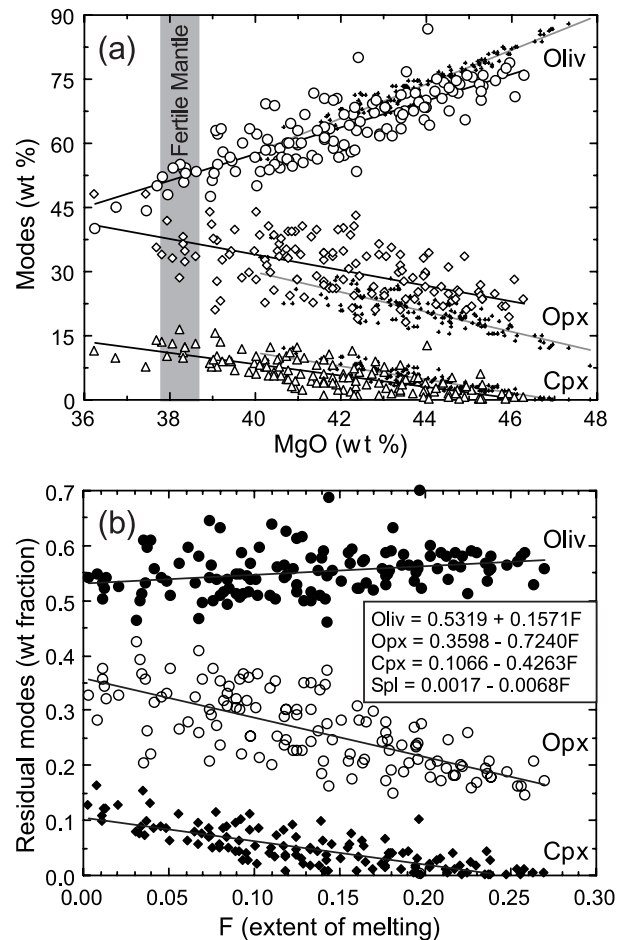 (a)
90
75
60
45
30
15
0
Modes (wt %)
Fertile Mantle
Oliv
Opx
Cpx
36 38 40 42 44 46 48
MgO (wt %)
(b)
0.7
0.6
0.5
0.4
0.3
0.2
0.1
0.0
Residual modes (wt fraction)
Oliv
Oliv = 0.5319 + 0.1571F
Opx = 0.3598 - 0.7240F
Cpx = 0.1066 - 0.4263F
Spl = 0.0017 - 0.0068F
Opx
Cpx
0.00 0.05 0.10 0.15 0.20 0.25 0.30
F (extent of melting)